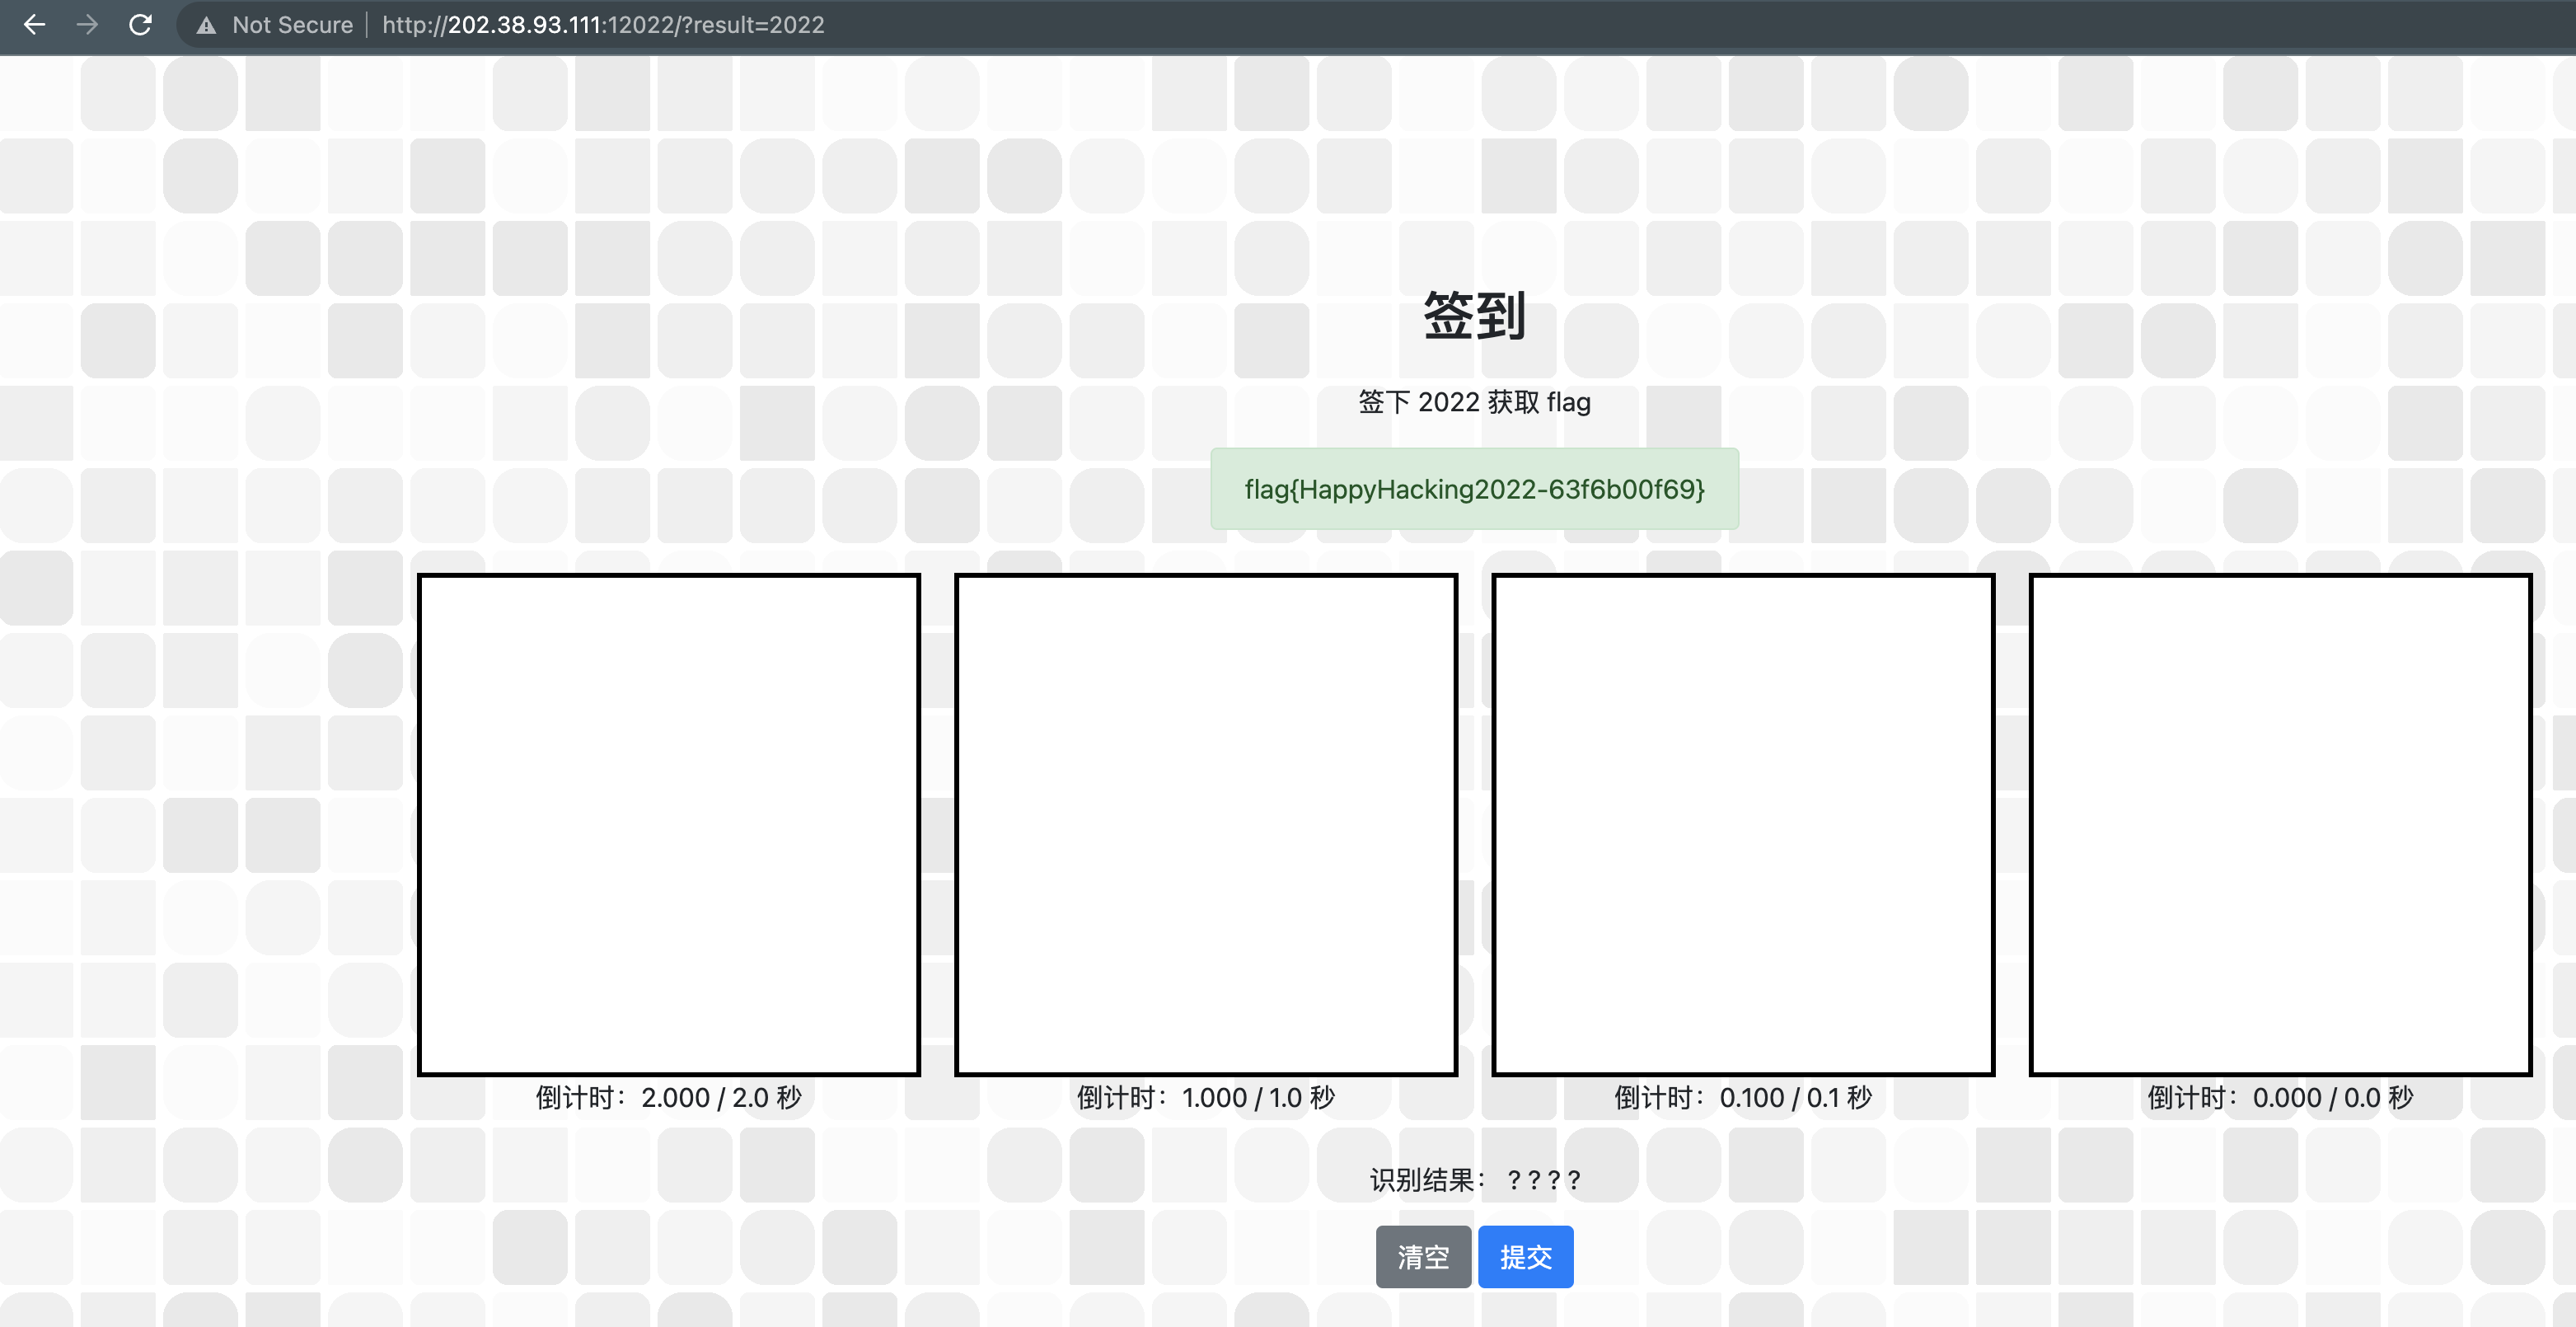 Not Secure http://202.38.93.111:12022/?result=2022
签到
签下 2022 获取 flag
flag{HappyHacking2022-63f6b00f69}
倒计时：2.000 / 2.0 秒 倒计时：1.000 / 1.0 秒 倒计时：0.100 / 0.1 秒 倒计时：0.000 / 0.0 秒
识别结果： ? ? ? ?
清空 提交